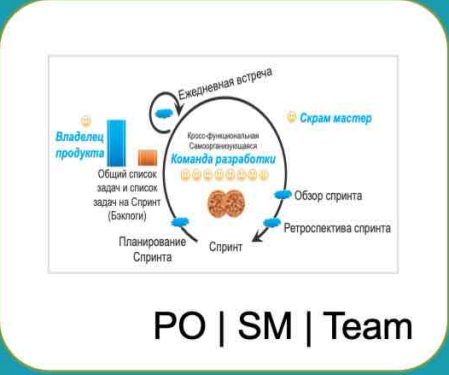 Ежедневная встреча
Скрам мастер
Владелец
продукта
Кросс-функциональная
Самоорганизующаяся
Команда разработки
Общий список
задач и список
задач на Спринт
(Бэклоги)
Обзор спринта
Ретроспектива спринта
Планирование
Спринта
Спринт
PO | SM | Team